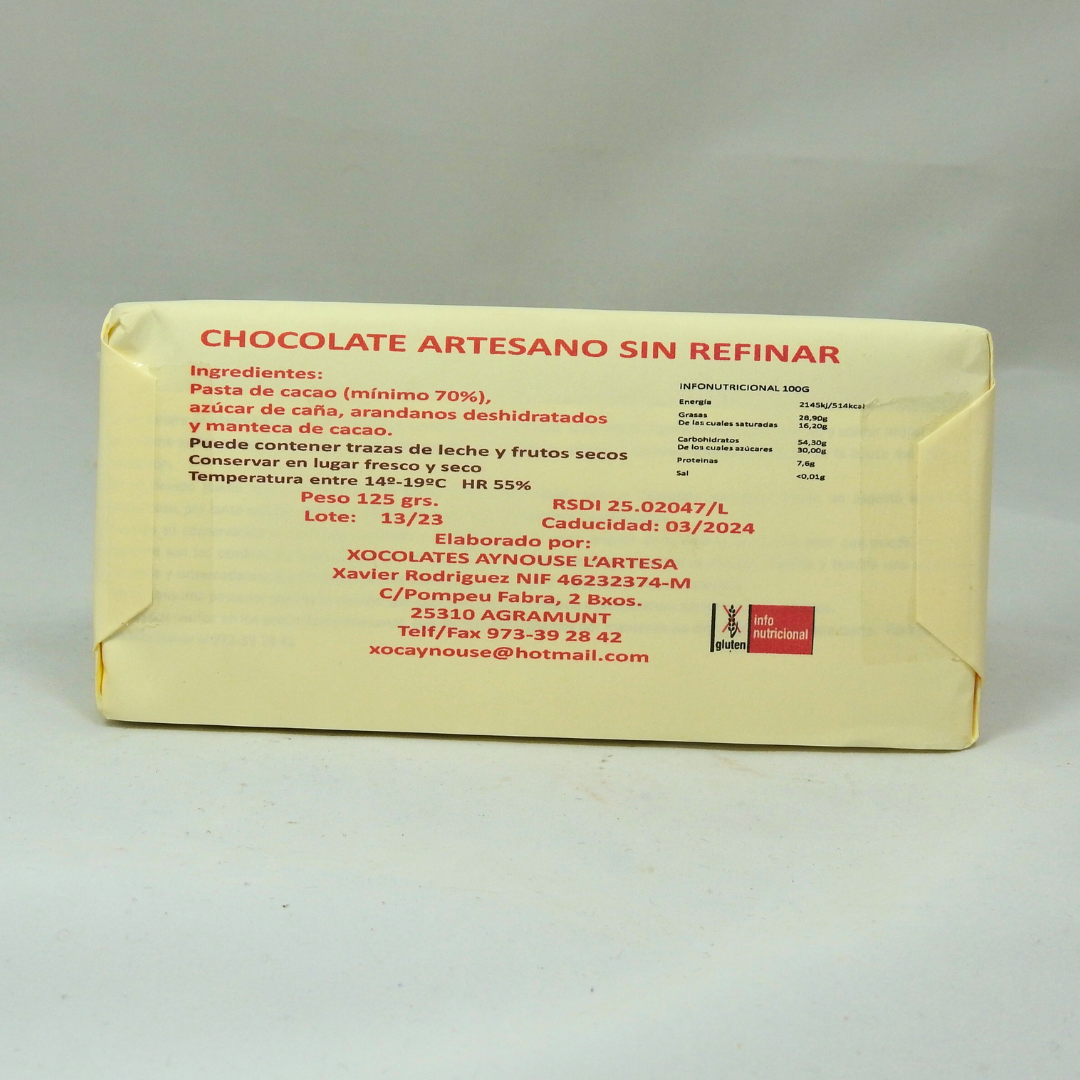 CHOCOLATE ARTESANO SIN REFINAR
Ingredientes:
Pasta de cacao (mínimo 70%),
azúcar de caña, arandanos deshidratados
y manteca de cacao.
Puede contener trazas de leche y frutos secos
Conservar en lugar fresco y seco
Temperatura entre 14º-19ºC HR 55%
INFONUTRICIONAL 100G
Energía 2145kj/514kcal
Grasas 28,90g
De las cuales saturadas 16,20g
Carbohidratos 54,30g
De los cuales azúcares 30,00g
Proteinas 7,6g
Sal <0,01g
Peso 125 grs. RSDI 25.02047/L
Lote: 13/23 Caducidad: 03/2024
Elaborado por:
XOCOLATES AYNOUSE L'ARTESA
Xavier Rodriguez NIF 46232374-M
C/Pompeu Fabra, 2 Bxos.
25310 AGRAMUNT
Telf/Fax 973-39 28 42
xocaynouse@hotmail.com
gluten
info
nutricional